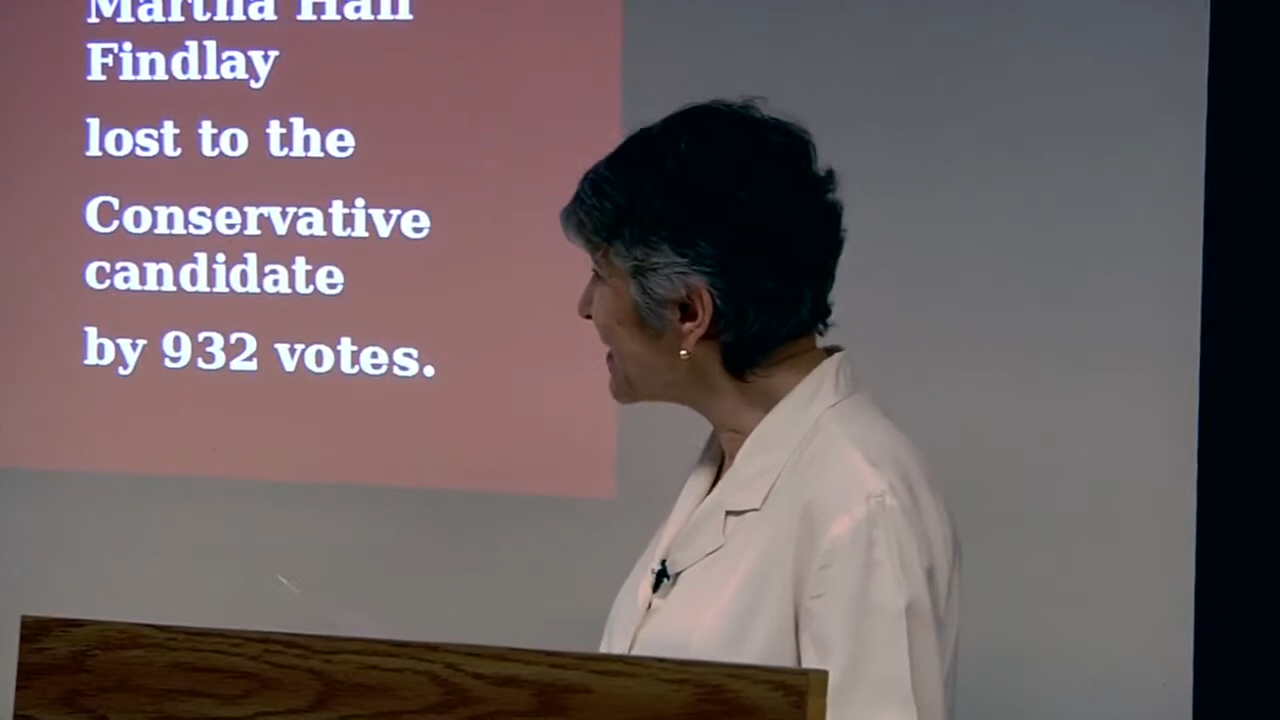 Martha Hall
Findlay
lost to the
Conservative
candidate
by 932 votes.